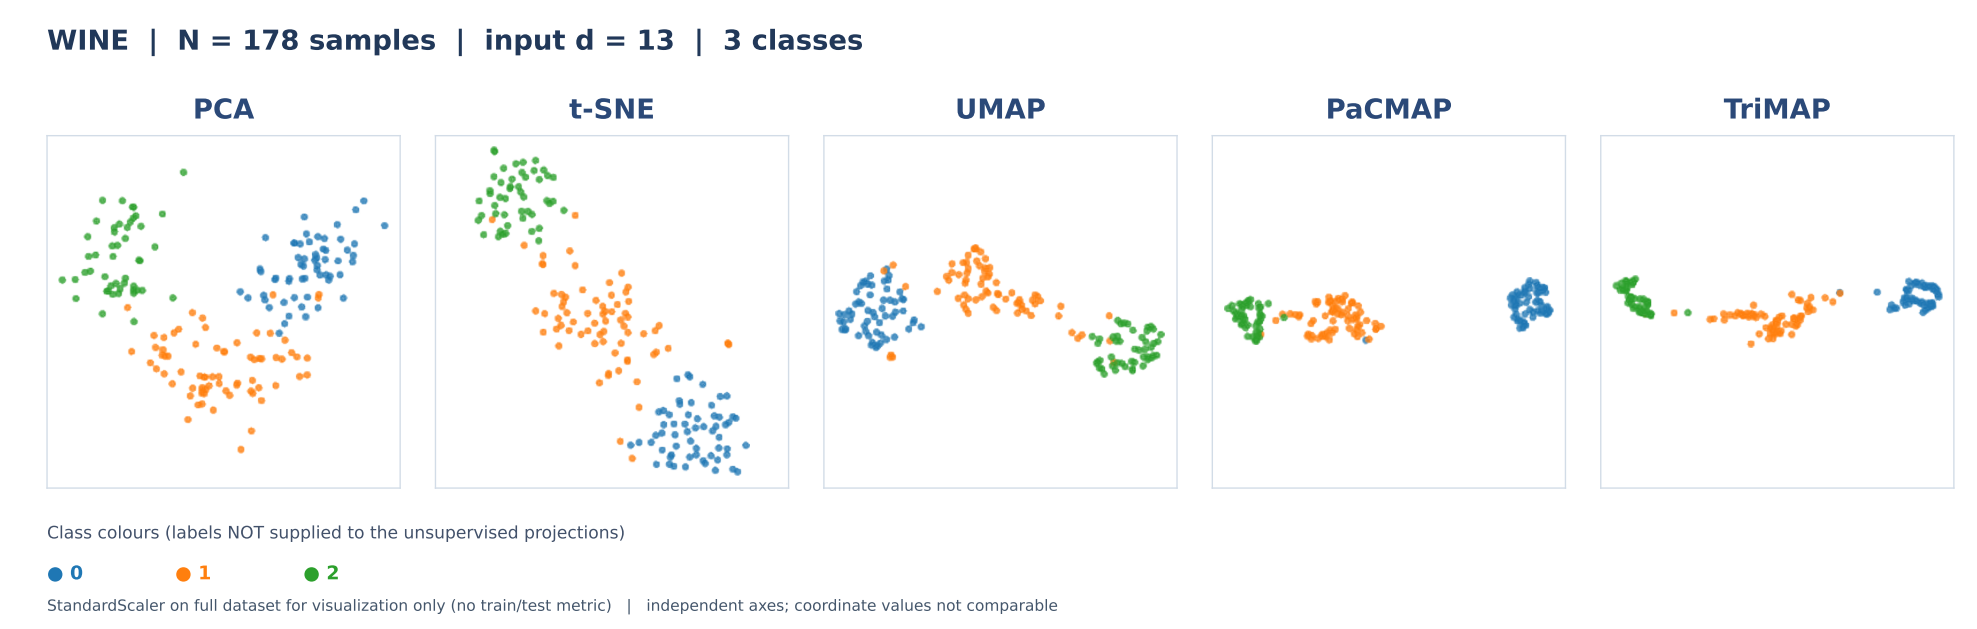 WINE | N = 178 samples | input d = 13 | 3 classes
PCA t-SNE UMAP PaCMAP TriMAP
Class colours (labels NOT supplied to the unsupervised projections)
0 1 2
StandardScaler on full dataset for visualization only (no train/test metric) | independent axes; coordinate values not comparable